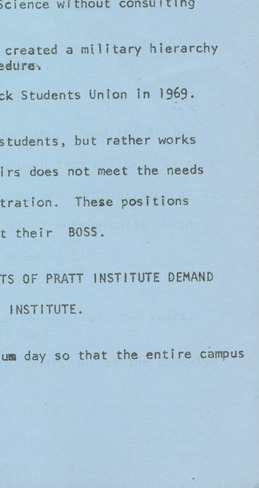 Science without consulting
created a military hierarchy
edure.
ck Students Union in 1969.
students, but rather works
irs does not meet the needs
tration. These positions
t their BOSS.
TS OF PRATT INSTITUTE DEMAND
INSTITUTE.
um day so that the entire campus